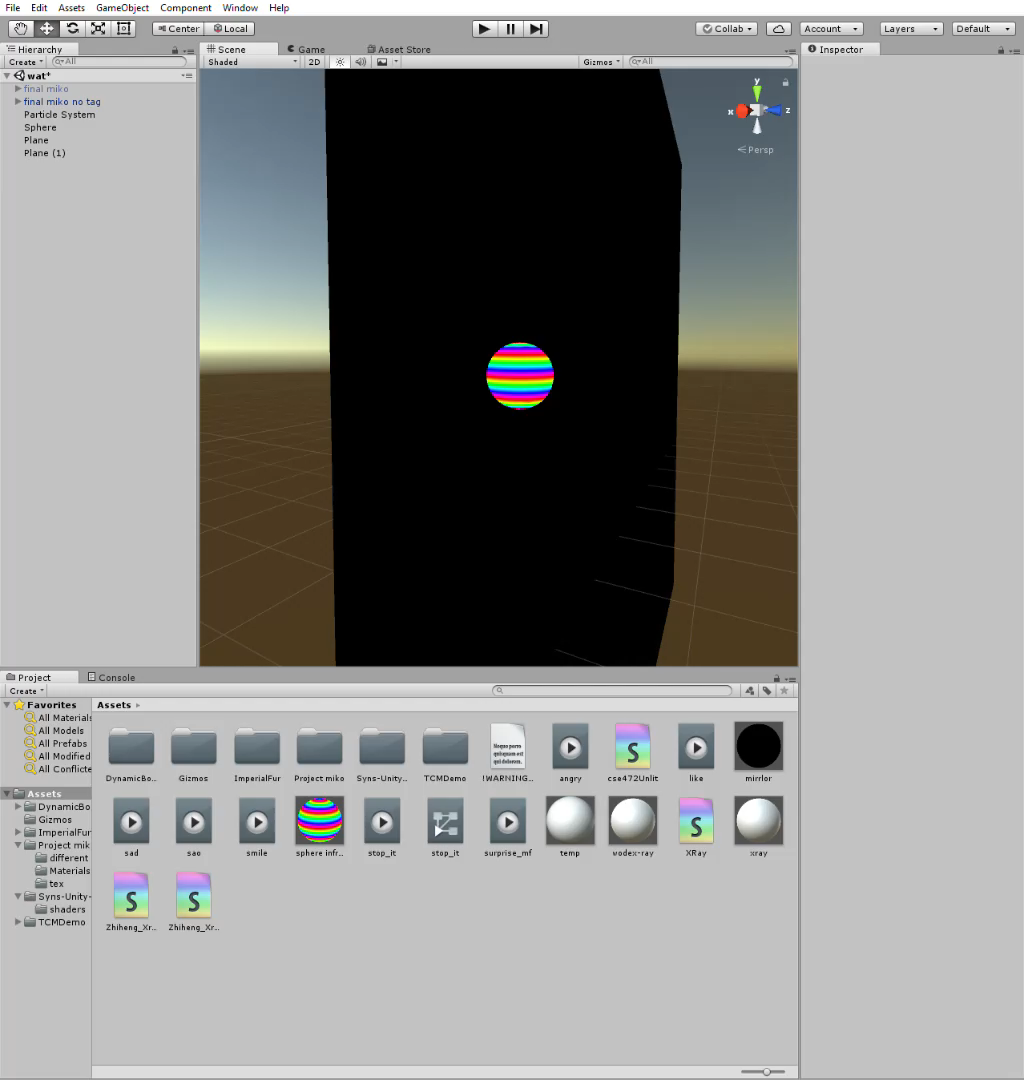 File Edit Assets GameObject Component Window Help
Center Local Collab Account Layers Default
Hierarchy
Create All
wat*
final miko
final miko no tag
Particle System
Sphere
Plane
Plane (1)
Scene Game Asset Store
Shaded 2D Gizmos All
y
x z
Persp
Inspector
Project Console
Create
Favorites
All Materials
All Models
All Prefabs
All Modified
All Conflicte
Assets
DynamicBo
Gizmos
ImperialFur
Project mik
different
Materials
tex
Syns-Unity-
shaders
TCMDemo
Assets
DynamicBo.. Gizmos ImperialFur Project miko Syns-Unity.. TCMDemo !WARNING.. angry cse472Unlit like mirrlor
sad sao smile sphere infr.. stop_it stop_it surprise_mf temp vodex-ray XRay xray
Zhiheng_Xr.. Zhiheng_Xr..